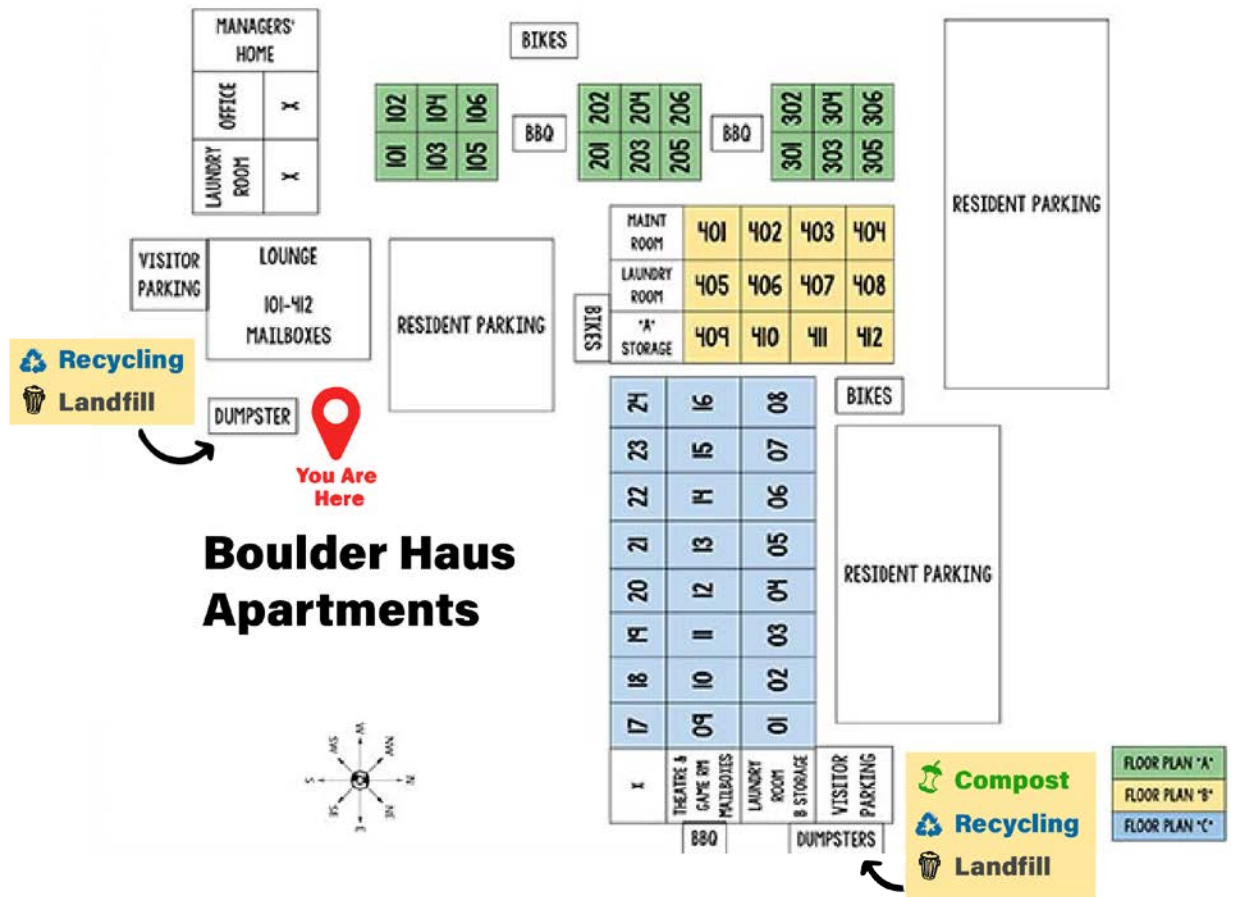 MANAGERS'
HOME
OFFICE
X
LAUNDRY
ROOM
X
BIKES
102 104 106
101 103 105
BBQ
202 204 206
201 203 205
BBQ
302 304 306
301 303 305
RESIDENT PARKING
VISITOR
PARKING
LOUNGE
101-412
MAILBOXES
RESIDENT PARKING
BIKES
MAINT
ROOM
401 402 403 404
LAUNDRY
ROOM
405 406 407 408
"A"
STORAGE
409 410 411 412
Recycling
Landfill
DUMPSTER
You Are
Here
BIKES
24 16 08
23 15 07
22 14 06
21 13 05
20 12 04
19 11 03
18 10 02
17 09 01
RESIDENT PARKING
Boulder Haus
Apartments
W
SW
NW
S
N
SE
NE
E
X
THEATRE &
GAME RM
MAILBOXES
LAUNDRY
ROOM
B STORAGE
VISITOR
PARKING
BBQ
DUMPSTERS
Compost
Recycling
Landfill
FLOOR PLAN "A"
FLOOR PLAN "B"
FLOOR PLAN "C"